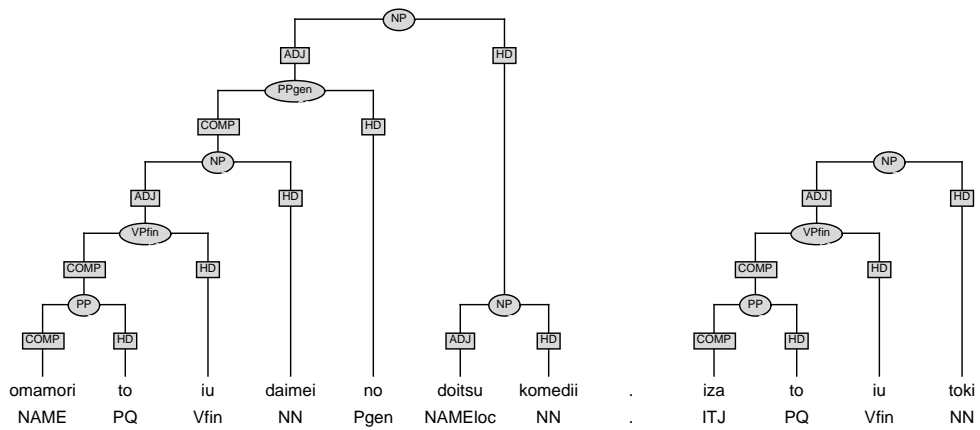 NP
ADJ HD
PPgen
COMP HD
NP NP
ADJ HD ADJ HD
VPfin VPfin
COMP HD COMP HD
PP NP PP
COMP HD ADJ HD COMP HD
omamori to iu daimei no doitsu komedii . iza to iu toki
NAME PQ Vfin NN Pgen NAMEloc NN . ITJ PQ Vfin NN